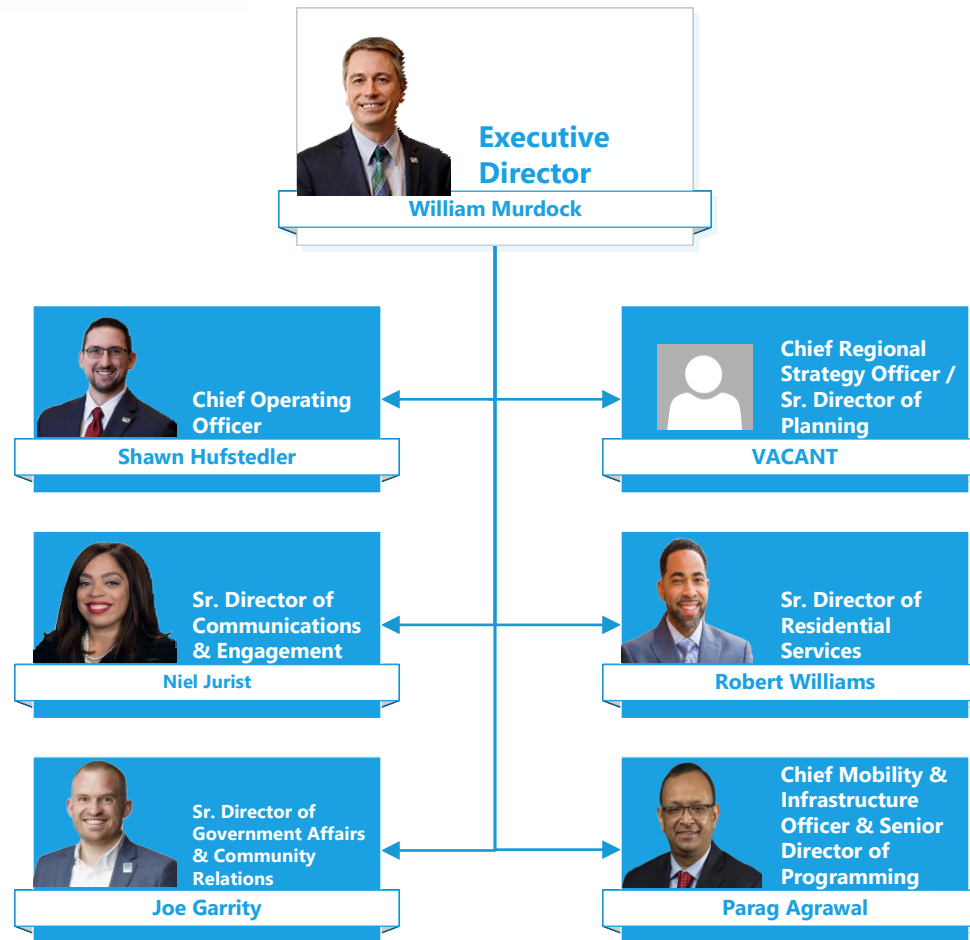 Executive
Director
William Murdock
Chief Operating
Officer
Shawn Hufstedler
Chief Regional
Strategy Officer /
Sr. Director of
Planning
VACANT
Sr. Director of
Communications
& Engagement
Niel Jurist
Sr. Director of
Residential
Services
Robert Williams
Sr. Director of
Government Affairs
& Community
Relations
Joe Garrity
Chief Mobility &
Infrastructure
Officer & Senior
Director of
Programming
Parag Agrawal